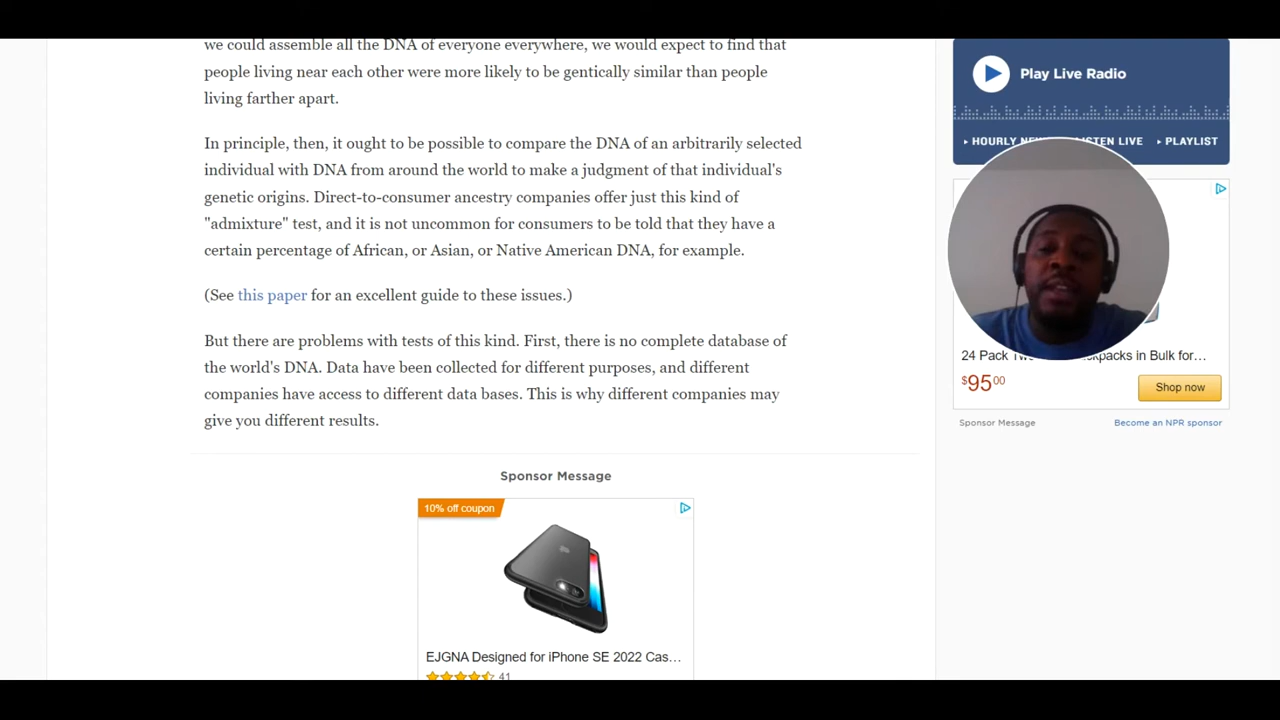 we could assemble all the DNA of everyone everywhere, we would expect to find that
people living near each other were more likely to be gentically similar than people
living farther apart.
In principle, then, it ought to be possible to compare the DNA of an arbitrarily selected
individual with DNA from around the world to make a judgment of that individual's
genetic origins. Direct-to-consumer ancestry companies offer just this kind of
"admixture" test, and it is not uncommon for consumers to be told that they have a
certain percentage of African, or Asian, or Native American DNA, for example.
(See this paper for an excellent guide to these issues.)
But there are problems with tests of this kind. First, there is no complete database of
the world's DNA. Data have been collected for different purposes, and different
companies have access to different data bases. This is why different companies may
give you different results.
Sponsor Message
10% off coupon
EJGNA Designed for iPhone SE 2022 Cas...
41
Play Live Radio
HOURLY LISTEN LIVE PLAYLIST
24 Pack in Bulk for...
$95 00
Shop now
Sponsor Message
Become an NPR sponsor